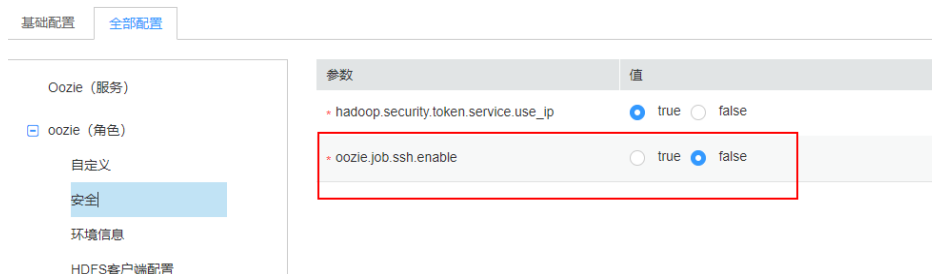 基础配置 全部配置
Oozie（服务）
oozie（角色）
自定义
安全
环境信息
HDFS客户端配置
参数 值
* hadoop.security.token.service.use_ip true false
* oozie.job.ssh.enable true false